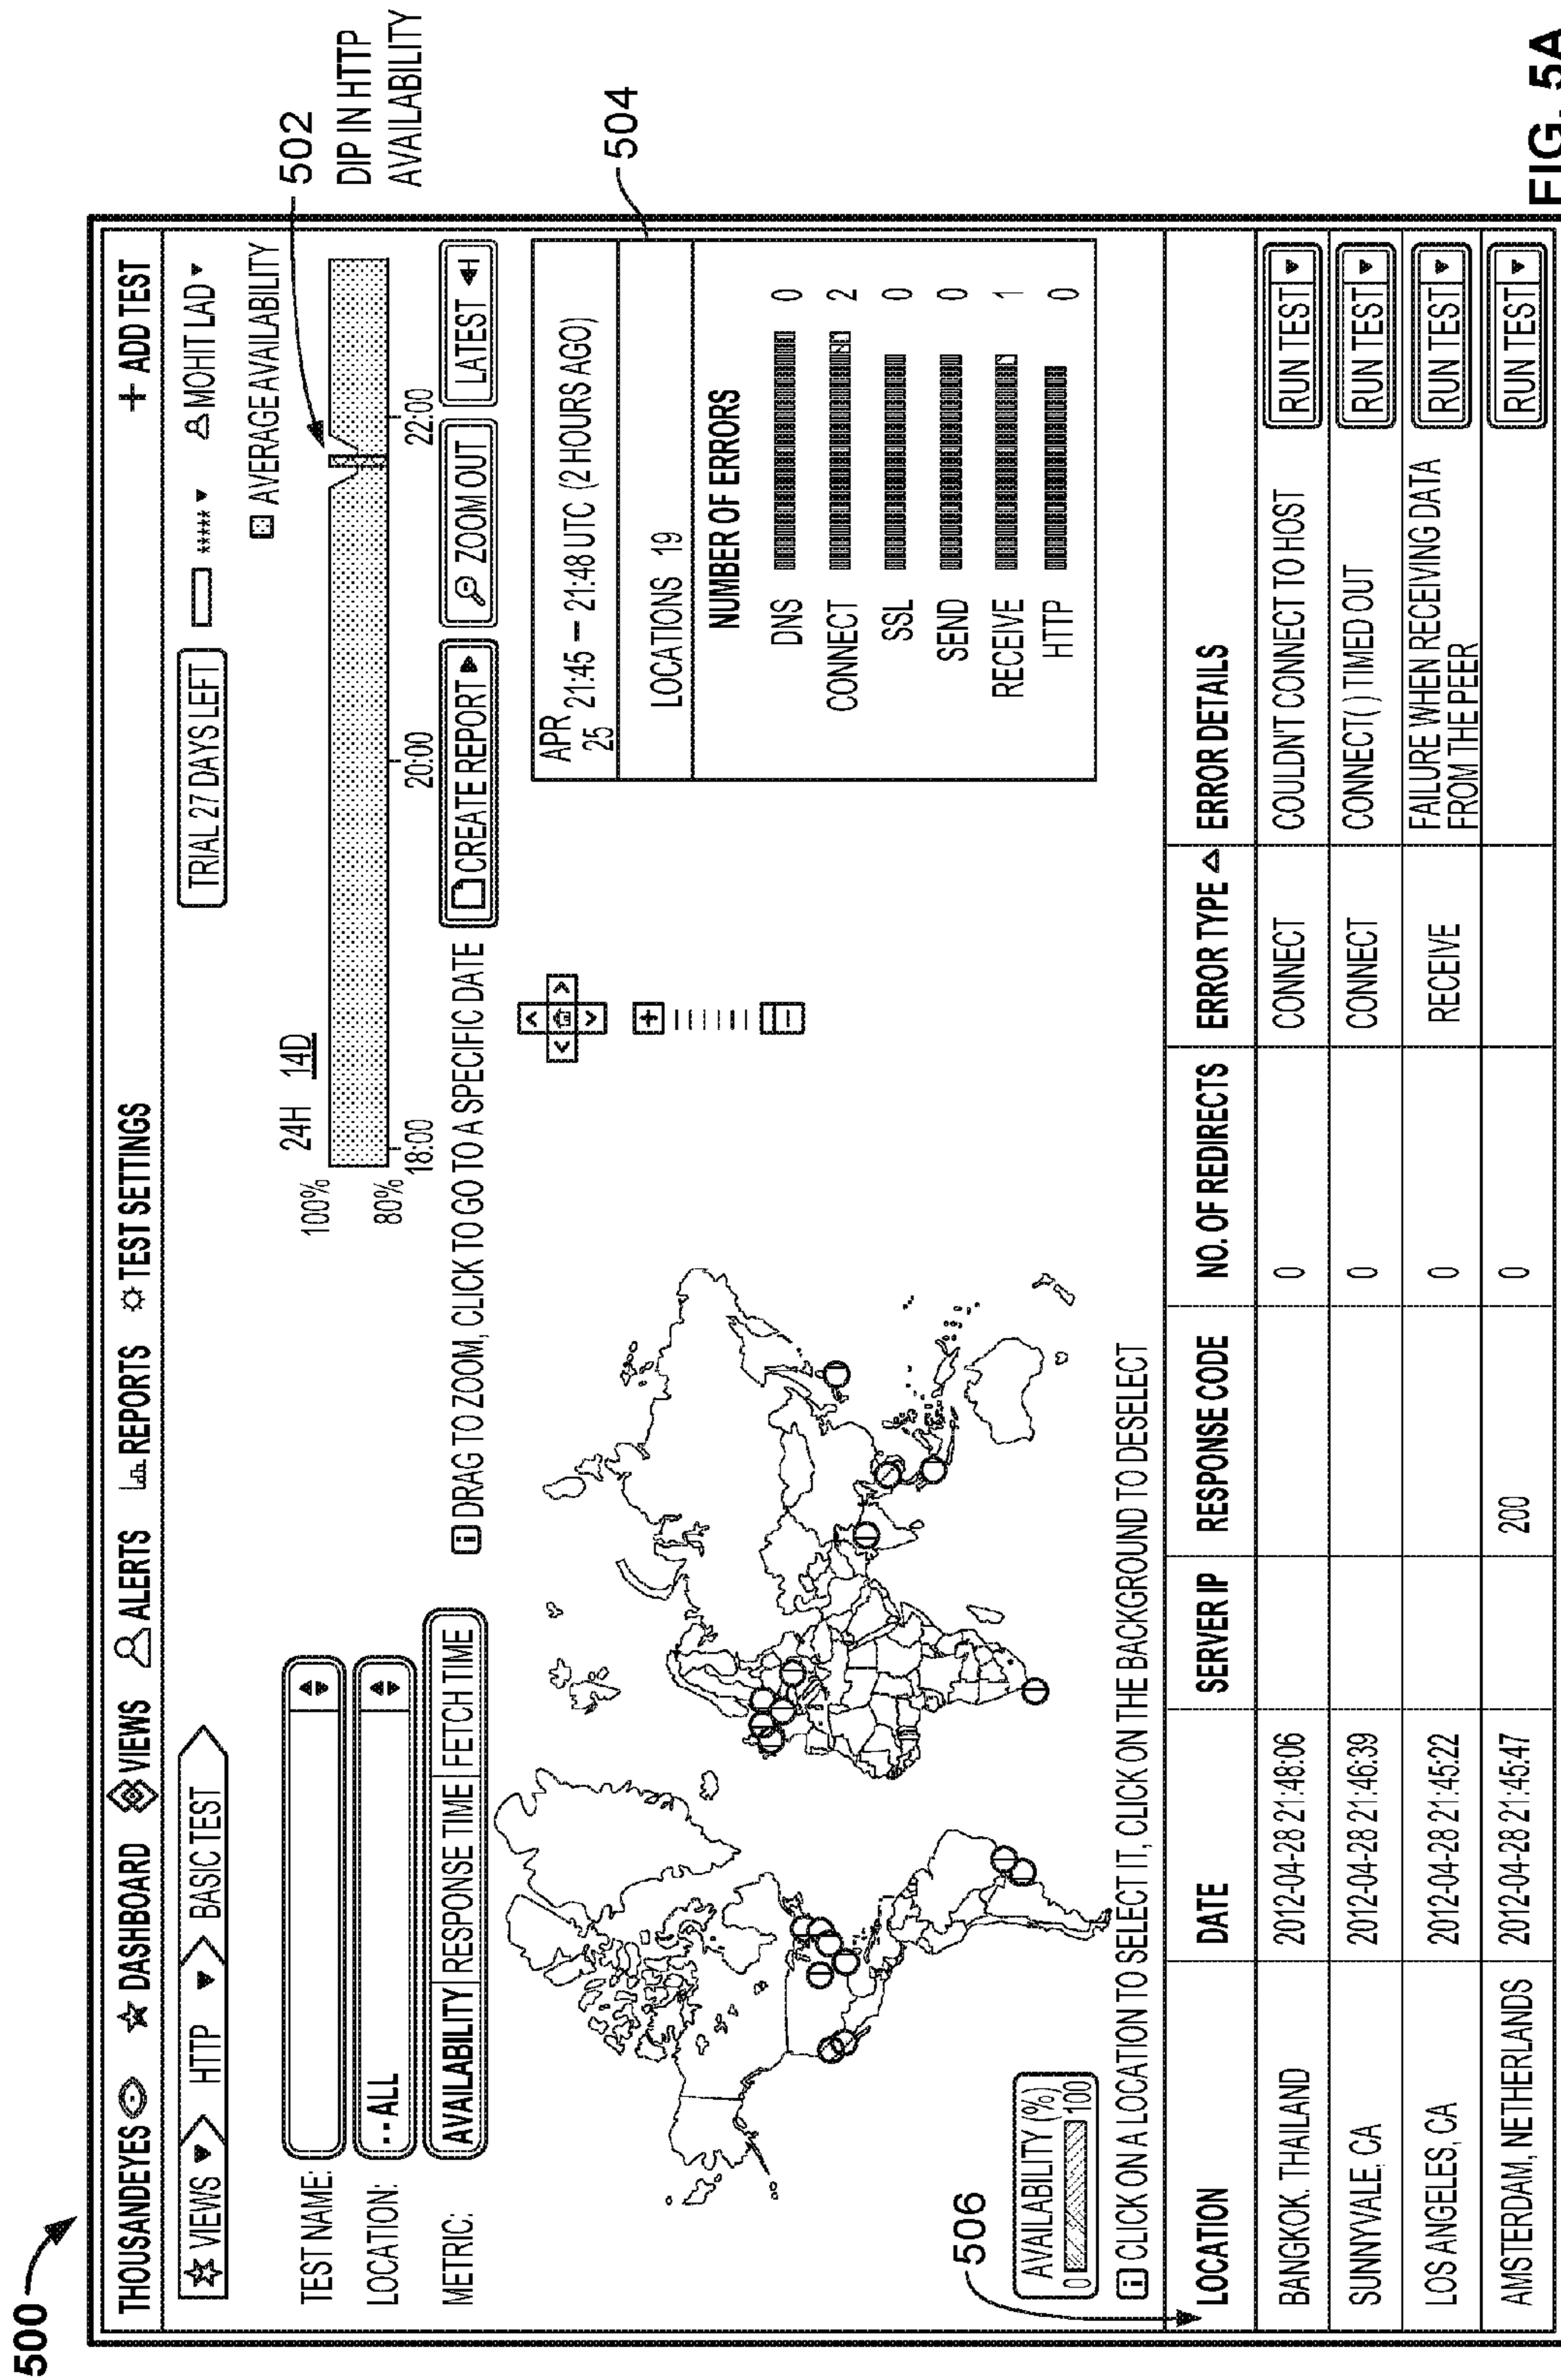 500
THOUSANDEYES DASHBOARD VIEWS ALERTS REPORTS TEST SETTINGS + ADD TEST
VIEWS HTTP BASIC TEST TRIAL 27 DAYS LEFT ***** MOHIT LAD
TEST NAME:
LOCATION: -- ALL
METRIC: AVAILABILITY RESPONSE TIME FETCH TIME
24H 14D AVERAGE AVAILABILITY
100%
80%
18:00 20:00 22:00
502
DIP IN HTTP
AVAILABILITY
i DRAG TO ZOOM, CLICK TO GO TO A SPECIFIC DATE CREATE REPORT ZOOM OUT LATEST
504
APR
25 21:45 – 21:48 UTC (2 HOURS AGO)
LOCATIONS 19
NUMBER OF ERRORS
DNS 0
CONNECT 2
SSL 0
SEND 0
RECEIVE 1
HTTP 0
< ^ > v
+
–
506
AVAILABILITY (%)
0 100
i CLICK ON A LOCATION TO SELECT IT, CLICK ON THE BACKGROUND TO DESELECT
LOCATION DATE SERVER IP RESPONSE CODE NO. OF REDIRECTS ERROR TYPE ERROR DETAILS
BANGKOK. THAILAND 2012-04-28 21:48:06 0 CONNECT COULDN'T CONNECT TO HOST RUN TEST
SUNNYVALE, CA 2012-04-28 21:46:39 0 CONNECT CONNECT( ) TIMED OUT RUN TEST
LOS ANGELES, CA 2012-04-28 21:45:22 0 RECEIVE FAILURE WHEN RECEIVING DATA
FROM THE PEER RUN TEST
AMSTERDAM, NETHERLANDS 2012-04-28 21:45:47 200 0 RUN TEST
FIG. 5A